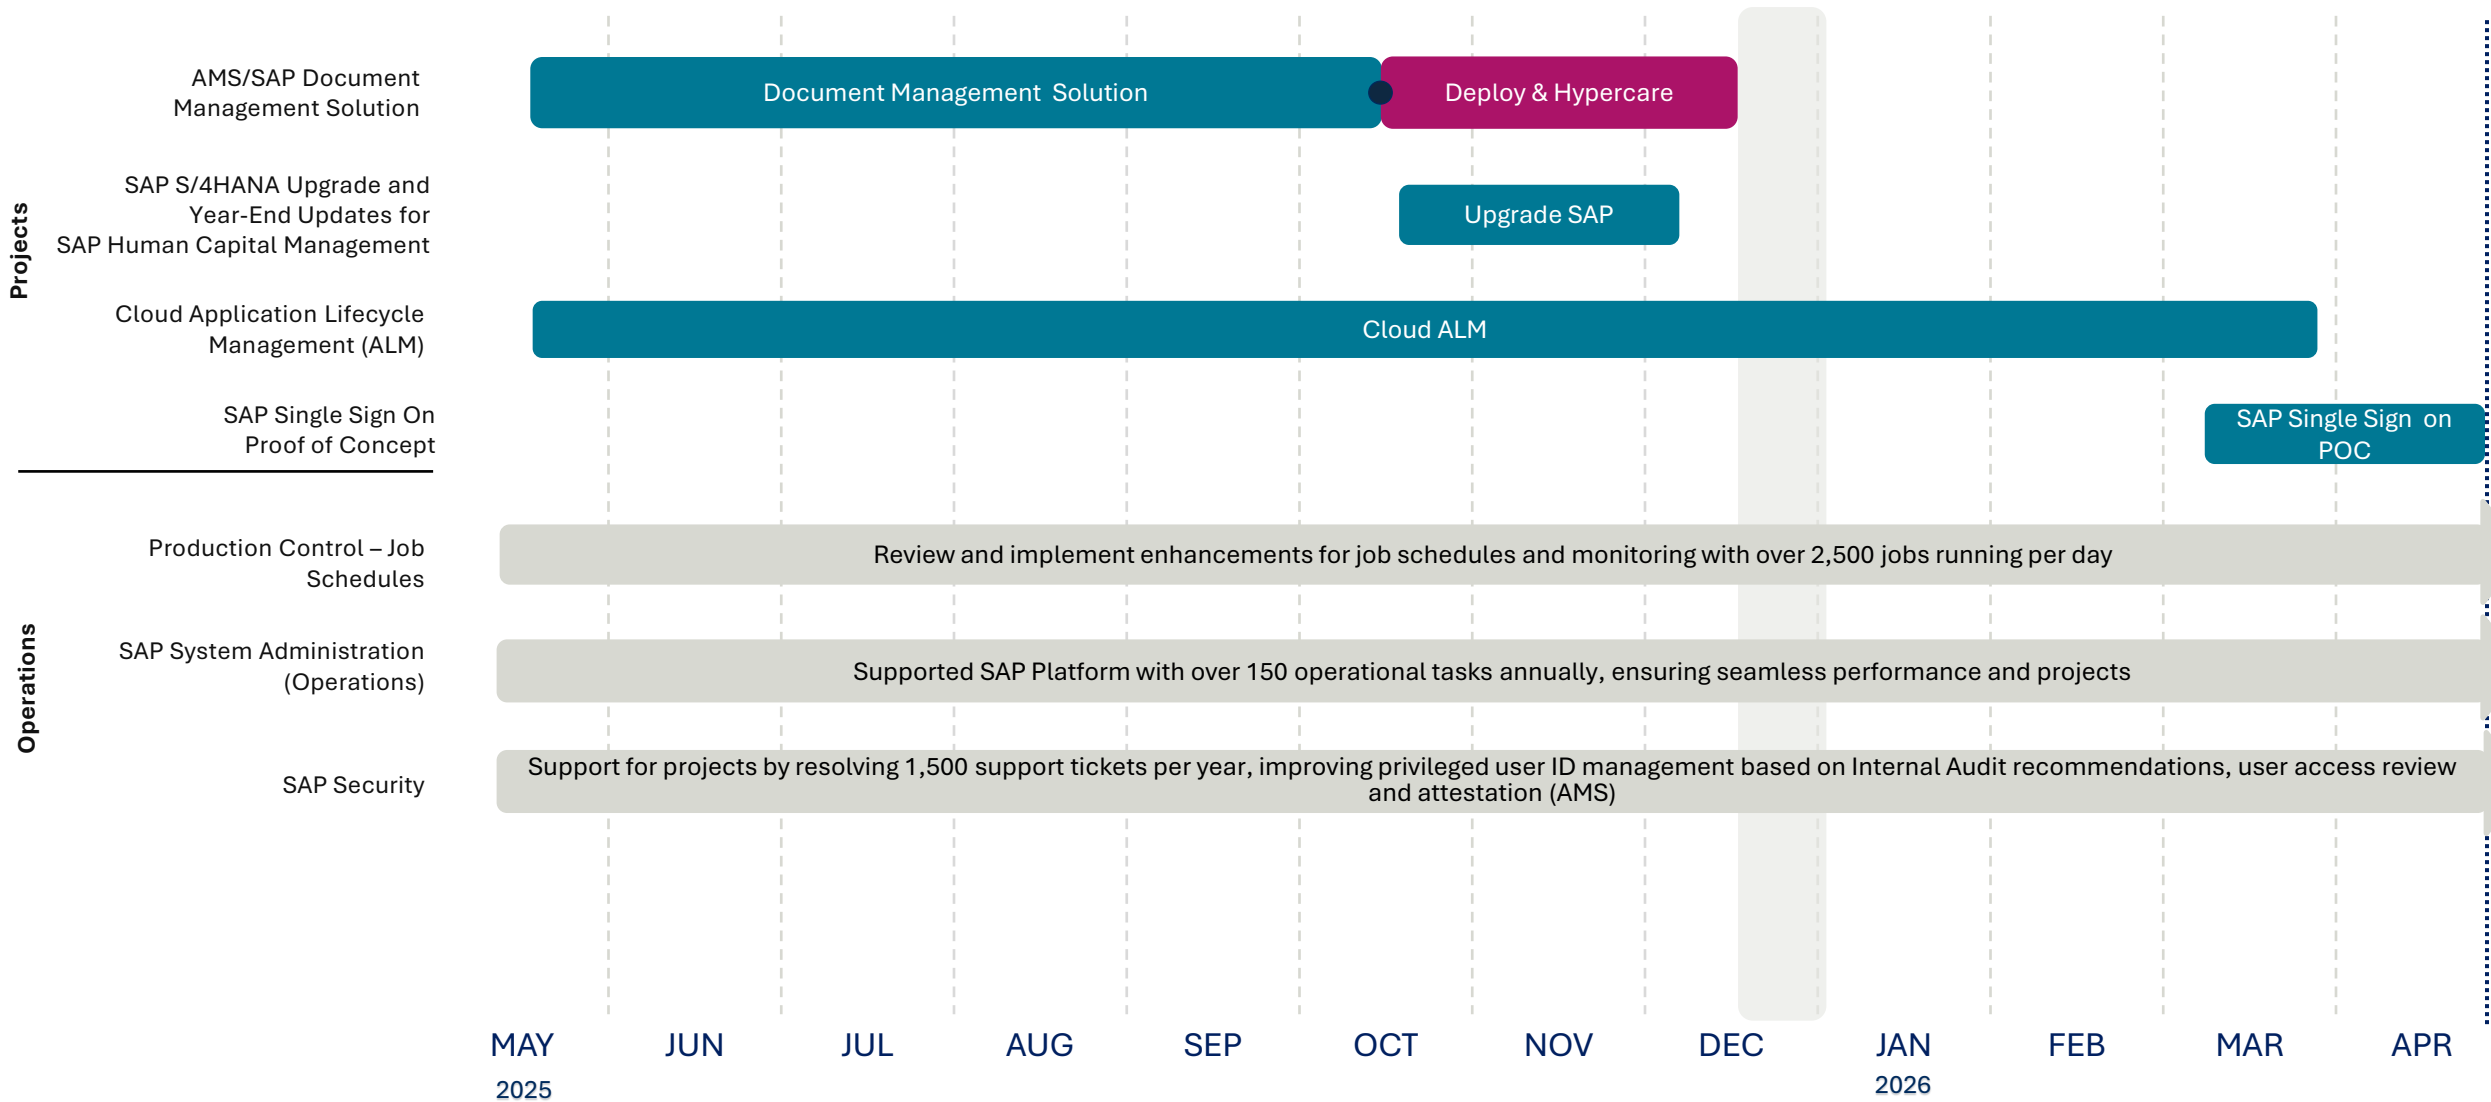 Projects
AMS/SAP Document
Management Solution
Document Management Solution
Deploy & Hypercare
SAP S/4HANA Upgrade and
Year-End Updates for
SAP Human Capital Management
Upgrade SAP
Cloud Application Lifecycle
Management (ALM)
Cloud ALM
SAP Single Sign On
Proof of Concept
SAP Single Sign on
POC
Operations
Production Control – Job
Schedules
Review and implement enhancements for job schedules and monitoring with over 2,500 jobs running per day
SAP System Administration
(Operations)
Supported SAP Platform with over 150 operational tasks annually, ensuring seamless performance and projects
SAP Security
Support for projects by resolving 1,500 support tickets per year, improving privileged user ID management based on Internal Audit recommendations, user access review
and attestation (AMS)
MAY JUN JUL AUG SEP OCT NOV DEC JAN FEB MAR APR
2025 2026